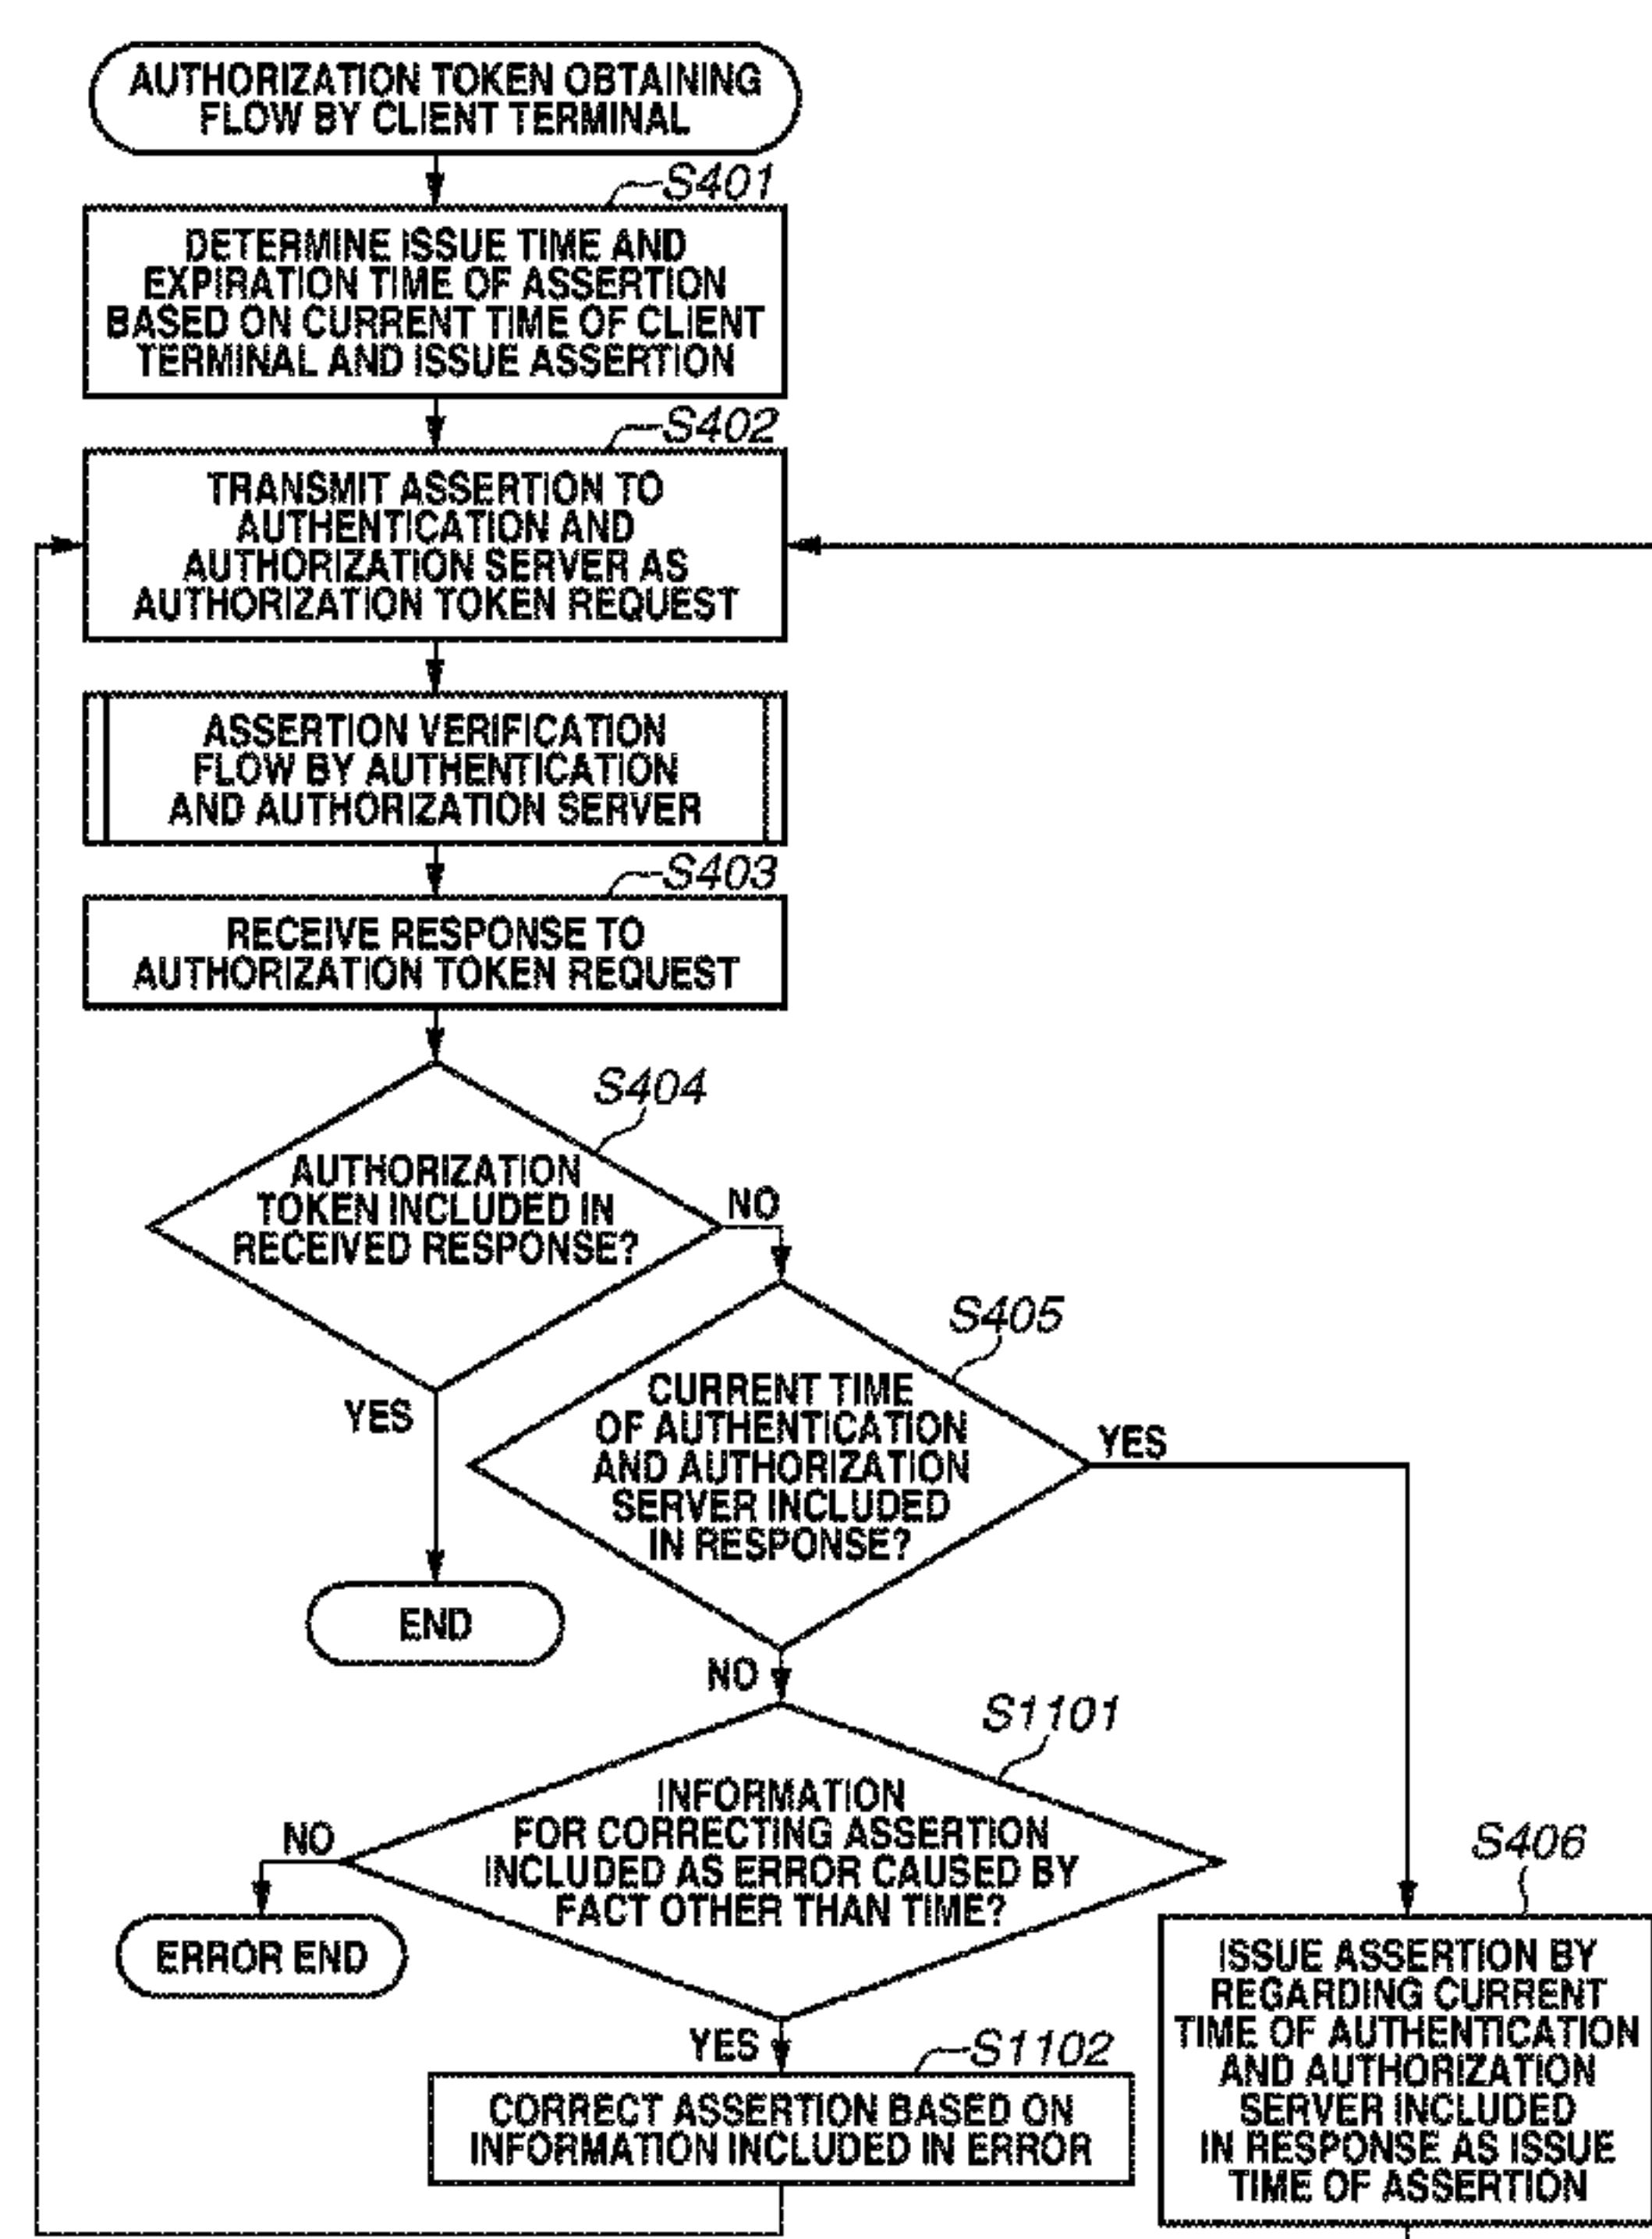 AUTHORIZATION TOKEN OBTAINING
FLOW BY CLIENT TERMINAL
S401
DETERMINE ISSUE TIME AND
EXPIRATION TIME OF ASSERTION
BASED ON CURRENT TIME OF CLIENT
TERMINAL AND ISSUE ASSERTION
S402
TRANSMIT ASSERTION TO
AUTHENTICATION AND
AUTHORIZATION SERVER AS
AUTHORIZATION TOKEN REQUEST
ASSERTION VERIFICATION
FLOW BY AUTHENTICATION
AND AUTHORIZATION SERVER
S403
RECEIVE RESPONSE TO
AUTHORIZATION TOKEN REQUEST
S404
AUTHORIZATION
TOKEN INCLUDED IN
RECEIVED RESPONSE?
NO
YES
END
S405
CURRENT TIME
OF AUTHENTICATION
AND AUTHORIZATION
SERVER INCLUDED
IN RESPONSE?
YES
NO
S1101
INFORMATION
FOR CORRECTING ASSERTION
INCLUDED AS ERROR CAUSED BY
FACT OTHER THAN TIME?
NO
ERROR END
YES
S1102
CORRECT ASSERTION BASED ON
INFORMATION INCLUDED IN ERROR
S406
ISSUE ASSERTION BY
REGARDING CURRENT
TIME OF AUTHENTICATION
AND AUTHORIZATION
SERVER INCLUDED
IN RESPONSE AS ISSUE
TIME OF ASSERTION